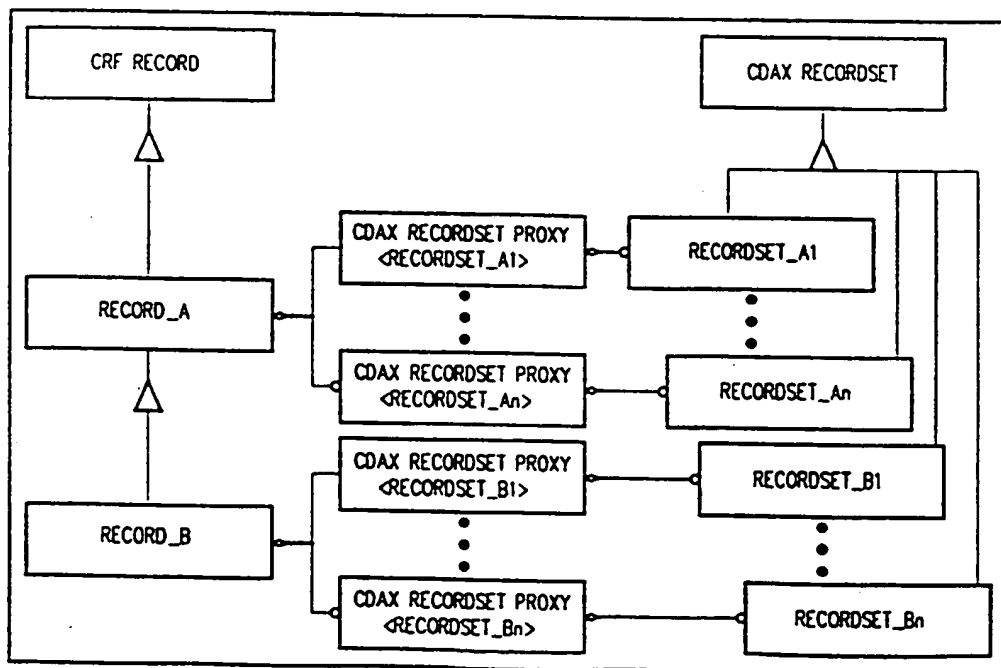 CRF RECORD
CDAX RECORDSET
CDAX RECORDSET PROXY
<RECORDSET_A1>
RECORDSET_A1
RECORD_A
CDAX RECORDSET PROXY
<RECORDSET_An>
RECORDSET_An
CDAX RECORDSET PROXY
<RECORDSET_B1>
RECORDSET_B1
RECORD_B
CDAX RECORDSET PROXY
<RECORDSET_Bn>
RECORDSET_Bn